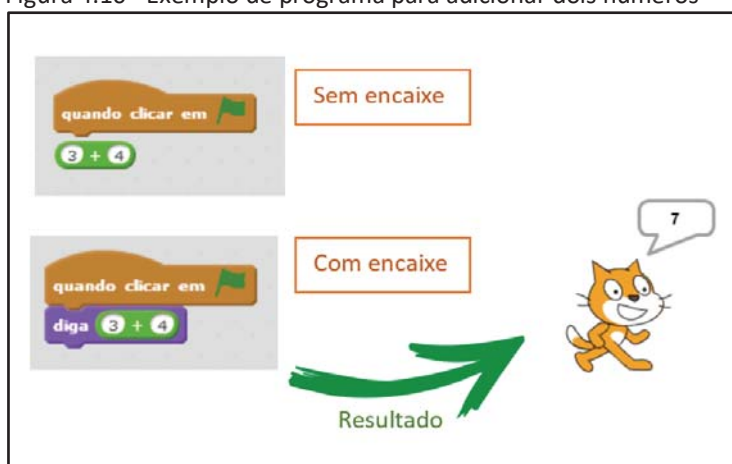 Figura 4.10 - Exemplo de programa para adicionar dois números
quando clicar em
3 + 4
Sem encaixe
7
quando clicar em
diga 3 + 4
Com encaixe
Resultado